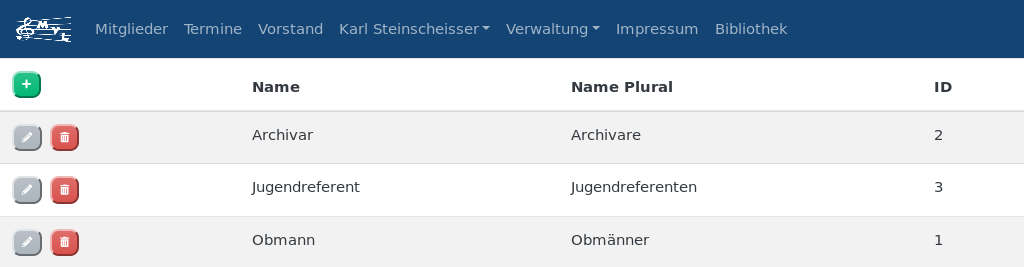 MV Mitglieder Termine Vorstand Karl Steinscheisser Verwaltung Impressum Bibliothek
Name Name Plural ID
Archivar Archivare 2
Jugendreferent Jugendreferenten 3
Obmann Obmänner 1